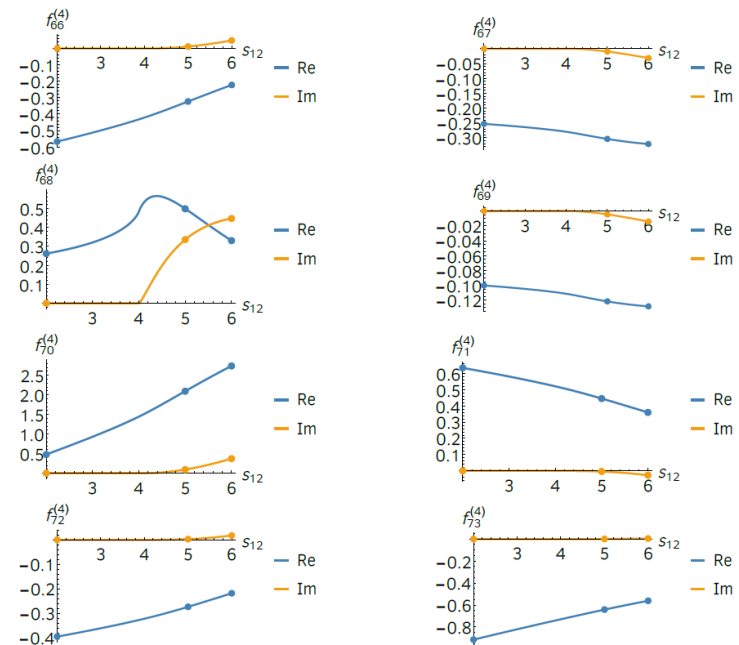 f66(4)
−0.1
−0.2
−0.3
−0.4
−0.5
−0.6
3 4 5 6 s12
Re
Im
f67(4)
−0.05
−0.10
−0.15
−0.20
−0.25
−0.30
3 4 5 6 s12
Re
Im
f68(4)
0.5
0.4
0.3
0.2
0.1
3 4 5 6 s12
Re
Im
f69(4)
−0.02
−0.04
−0.06
−0.08
−0.10
−0.12
3 4 5 6 s12
Re
Im
f70(4)
2.5
2.0
1.5
1.0
0.5
3 4 5 6 s12
Re
Im
f71(4)
0.6
0.5
0.4
0.3
0.2
0.1
3 4 5 6 s12
Re
Im
f72(4)
−0.1
−0.2
−0.3
−0.4
3 4 5 6 s12
Re
Im
f73(4)
−0.2
−0.4
−0.6
−0.8
3 4 5 6 s12
Re
Im